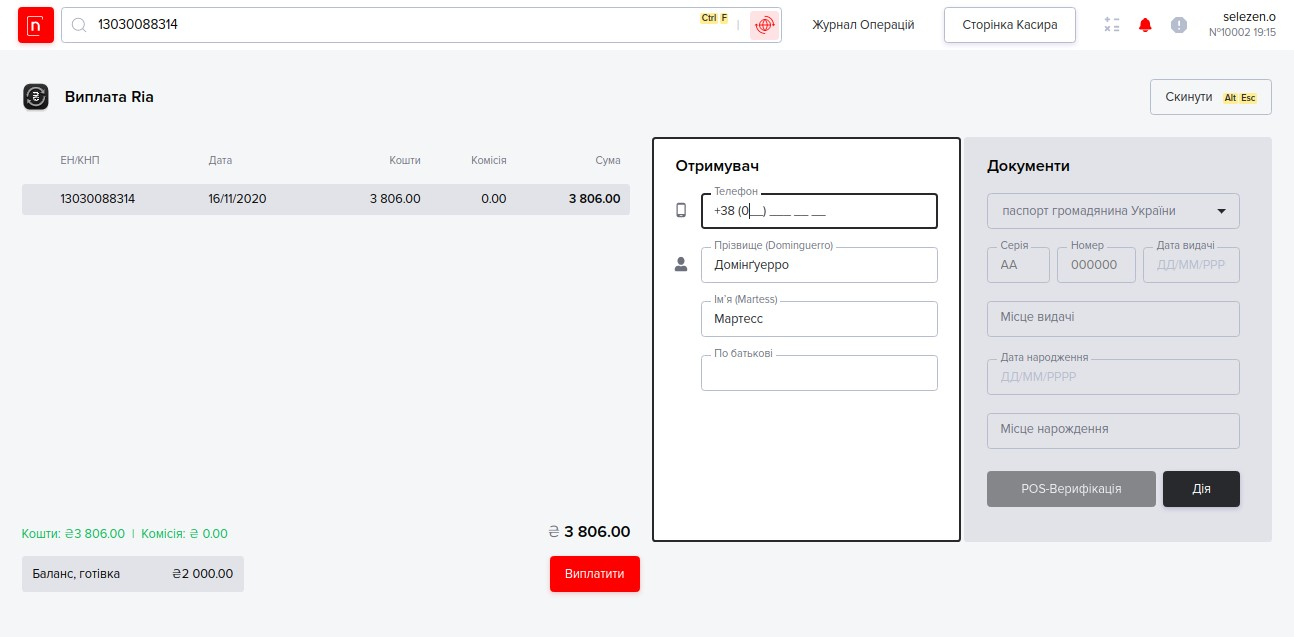 n
13030088314
Ctrl F
Журнал Операцій
Сторінка Касира
selezen.o
№10002 19:15
Виплата Ria
Скинути Alt Esc
ЕН/КНП Дата Кошти Комісія Сума
13030088314 16/11/2020 3 806.00 0.00 3 806.00
Кошти: ₴3 806.00 | Комісія: ₴ 0.00
₴ 3 806.00
Баланс, готівка ₴2 000.00
Виплатити
Отримувач
Телефон
+38 (0__) ___ __ __
Прізвище (Dominguerro)
Домінґуерро
Ім'я (Martess)
Мартесс
По батькові
Документи
паспорт громадянина України
Серія Номер Дата видачі
АА 000000 ДД/ММ/РРР
Місце видачі
Дата народження
ДД/ММ/РРРР
Місце нарождення
POS-Верифікація
Дія